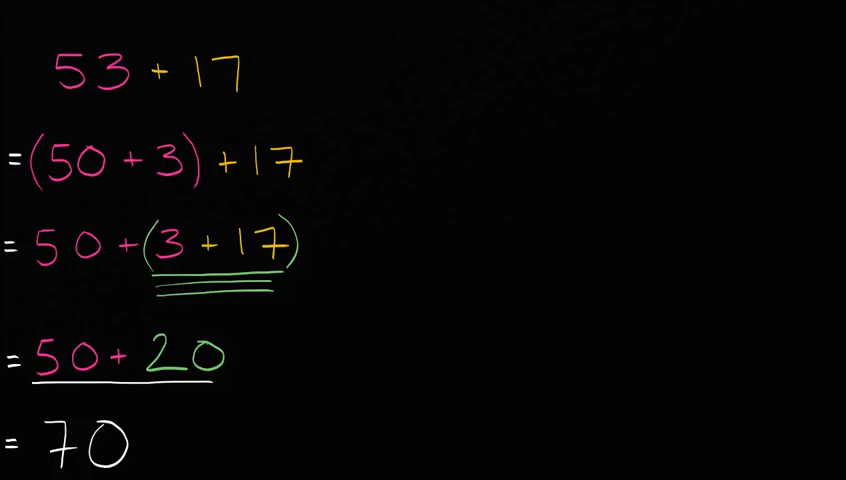 53 + 17
= (50 + 3) + 17
= 50 + (3 + 17)
= 50 + 20
= 70